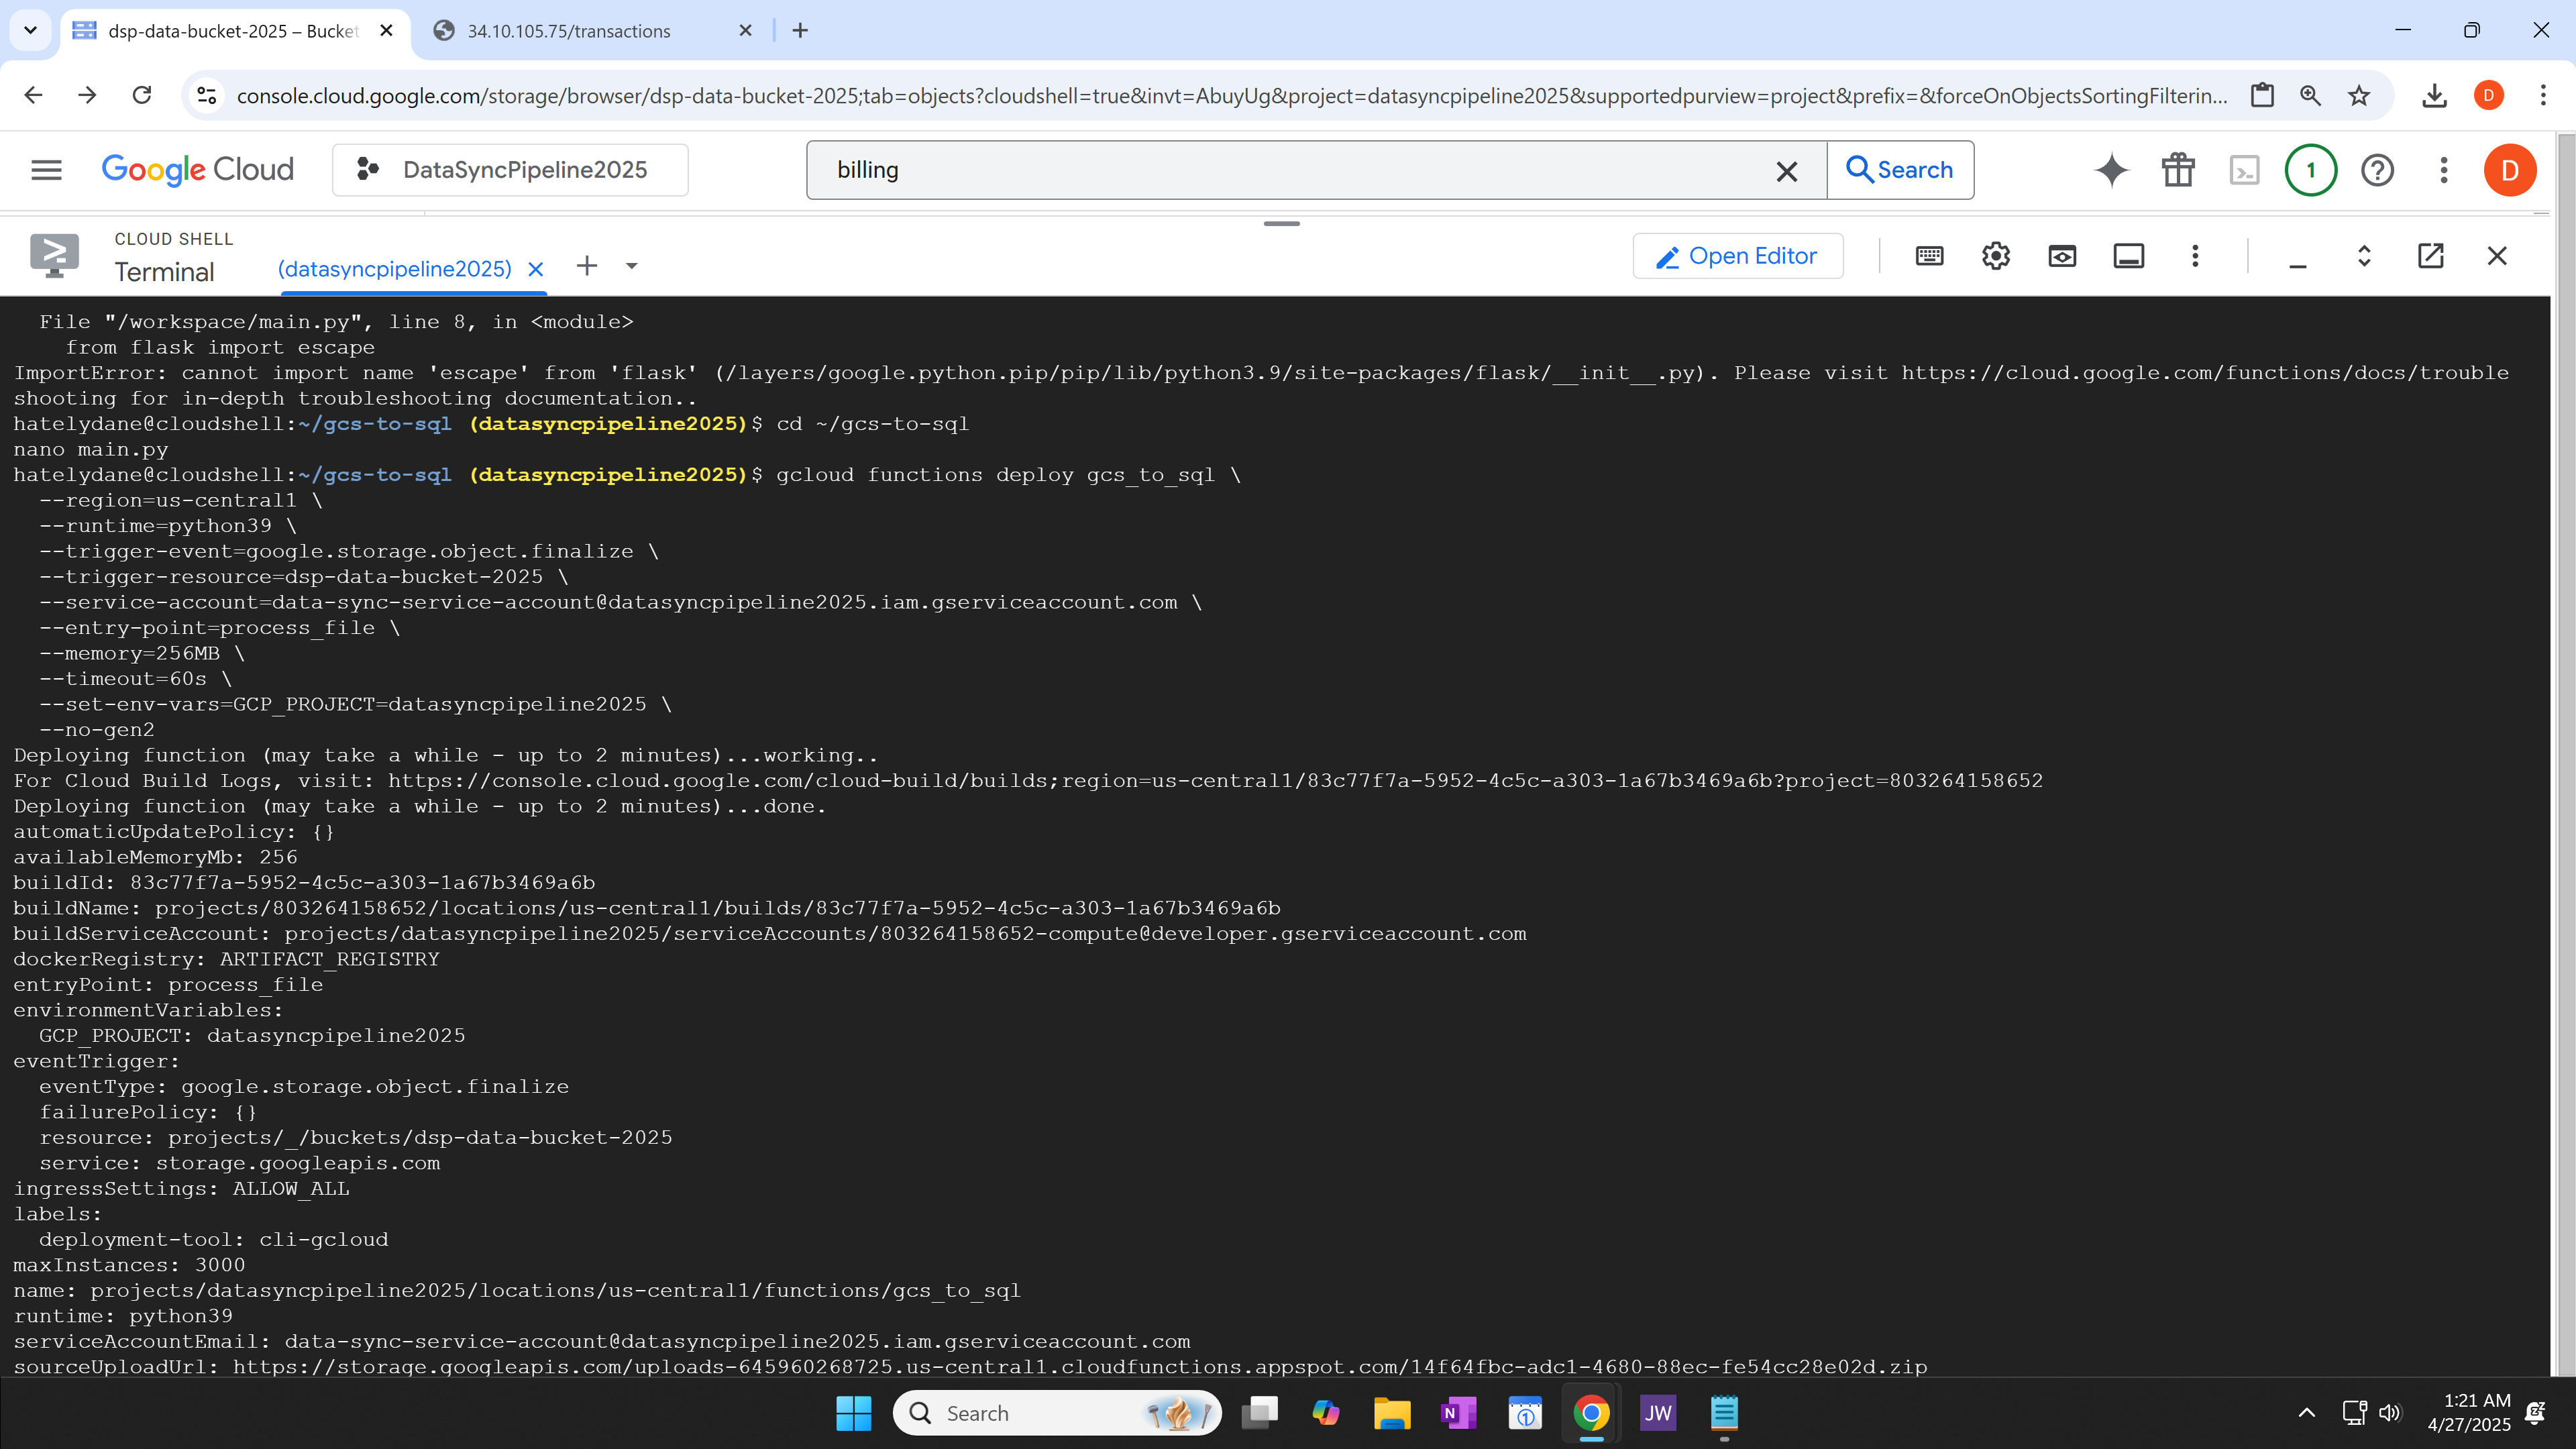 dsp-data-bucket-2025 – Bucket
34.10.105.75/transactions
console.cloud.google.com/storage/browser/dsp-data-bucket-2025;tab=objects?cloudshell=true&invt=AbuyUg&project=datasyncpipeline2025&supportedpurview=project&prefix=&forceOnObjectsSortingFilterin...
D
Google Cloud
DataSyncPipeline2025
billing
Search
1
D
CLOUD SHELL
Terminal
(datasyncpipeline2025)
Open Editor
File "/workspace/main.py", line 8, in <module>
from flask import escape
ImportError: cannot import name 'escape' from 'flask' (/layers/google.python.pip/pip/lib/python3.9/site-packages/flask/__init__.py). Please visit https://cloud.google.com/functions/docs/trouble
shooting for in-depth troubleshooting documentation..
hatelydane@cloudshell:~/gcs-to-sql (datasyncpipeline2025)$ cd ~/gcs-to-sql
nano main.py
hatelydane@cloudshell:~/gcs-to-sql (datasyncpipeline2025)$ gcloud functions deploy gcs_to_sql \
--region=us-central1 \
--runtime=python39 \
--trigger-event=google.storage.object.finalize \
--trigger-resource=dsp-data-bucket-2025 \
--service-account=data-sync-service-account@datasyncpipeline2025.iam.gserviceaccount.com \
--entry-point=process_file \
--memory=256MB \
--timeout=60s \
--set-env-vars=GCP_PROJECT=datasyncpipeline2025 \
--no-gen2
Deploying function (may take a while - up to 2 minutes)...working..
For Cloud Build Logs, visit: https://console.cloud.google.com/cloud-build/builds;region=us-central1/83c77f7a-5952-4c5c-a303-1a67b3469a6b?project=803264158652
Deploying function (may take a while - up to 2 minutes)...done.
automaticUpdatePolicy: {}
availableMemoryMb: 256
buildId: 83c77f7a-5952-4c5c-a303-1a67b3469a6b
buildName: projects/803264158652/locations/us-central1/builds/83c77f7a-5952-4c5c-a303-1a67b3469a6b
buildServiceAccount: projects/datasyncpipeline2025/serviceAccounts/803264158652-compute@developer.gserviceaccount.com
dockerRegistry: ARTIFACT_REGISTRY
entryPoint: process_file
environmentVariables:
GCP_PROJECT: datasyncpipeline2025
eventTrigger:
eventType: google.storage.object.finalize
failurePolicy: {}
resource: projects/_/buckets/dsp-data-bucket-2025
service: storage.googleapis.com
ingressSettings: ALLOW_ALL
labels:
deployment-tool: cli-gcloud
maxInstances: 3000
name: projects/datasyncpipeline2025/locations/us-central1/functions/gcs_to_sql
runtime: python39
serviceAccountEmail: data-sync-service-account@datasyncpipeline2025.iam.gserviceaccount.com
sourceUploadUrl: https://storage.googleapis.com/uploads-645960268725.us-central1.cloudfunctions.appspot.com/14f64fbc-adc1-4680-88ec-fe54cc28e02d.zip
Search
N
1
JW
1:21 AM
4/27/2025